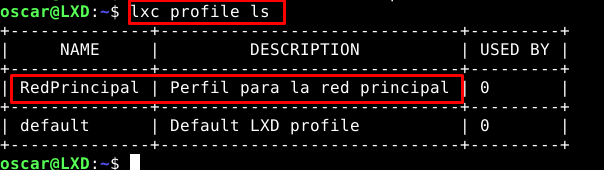 oscar@LXD:~$ lxc profile ls
+--------------+-------------------------------+---------+
| NAME | DESCRIPTION | USED BY |
+--------------+-------------------------------+---------+
| RedPrincipal | Perfil para la red principal | 0 |
+--------------+-------------------------------+---------+
| default | Default LXD profile | 0 |
+--------------+-------------------------------+---------+
oscar@LXD:~$